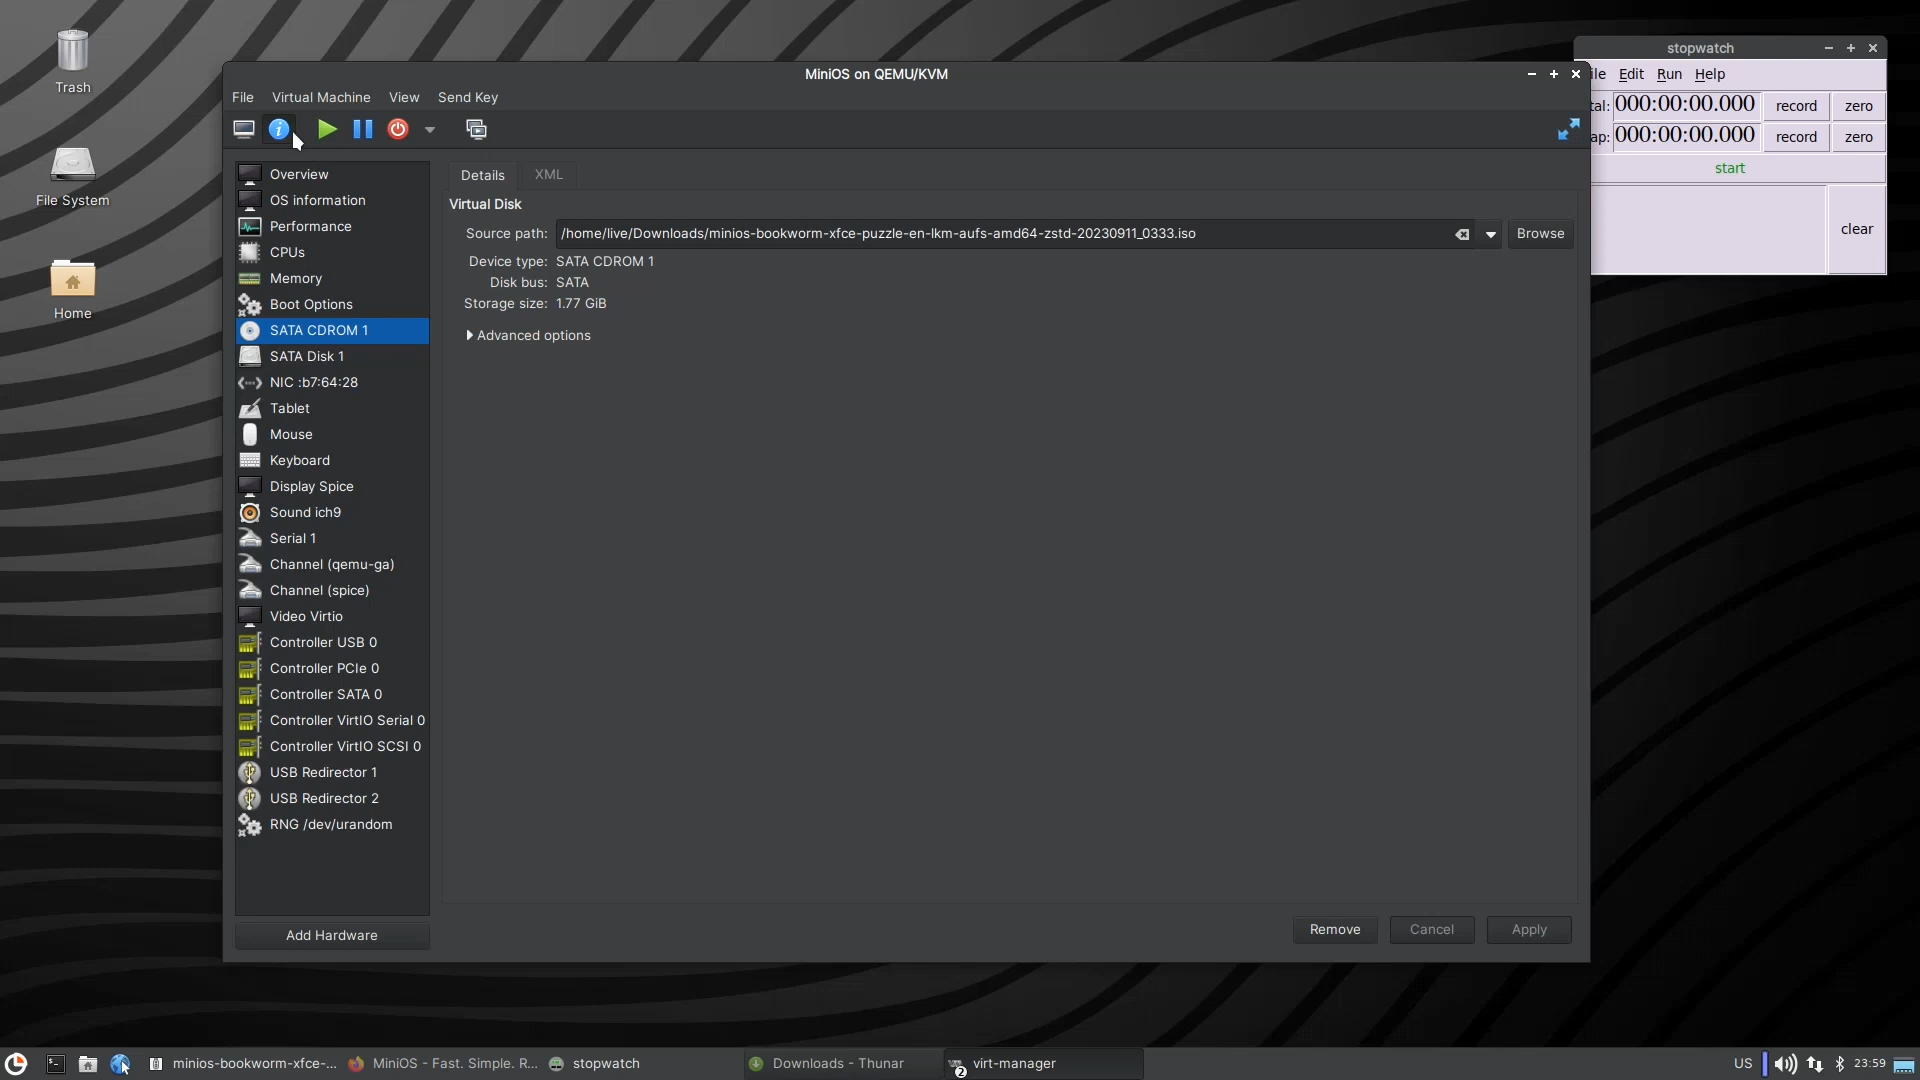 Trash
File System
Home
MiniOS on QEMU/KVM
File Virtual Machine View Send Key
Overview
OS information
Performance
CPUs
Memory
Boot Options
SATA CDROM 1
SATA Disk 1
NIC :b7:64:28
Tablet
Mouse
Keyboard
Display Spice
Sound ich9
Serial 1
Channel (qemu-ga)
Channel (spice)
Video Virtio
Controller USB 0
Controller PCIe 0
Controller SATA 0
Controller VirtIO Serial 0
Controller VirtIO SCSI 0
USB Redirector 1
USB Redirector 2
RNG /dev/urandom
Add Hardware
Details XML
Virtual Disk
Source path: /home/live/Downloads/minios-bookworm-xfce-puzzle-en-lkm-aufs-amd64-zstd-20230911_0333.iso Browse
Device type: SATA CDROM 1
Disk bus: SATA
Storage size: 1.77 GiB
Advanced options
Remove Cancel Apply
stopwatch
ile Edit Run Help
tal: 000:00:00.000 record zero
ap: 000:00:00.000 record zero
start
clear
minios-bookworm-xfce-... MiniOS - Fast. Simple. R... stopwatch Downloads - Thunar 2 virt-manager US 23:59